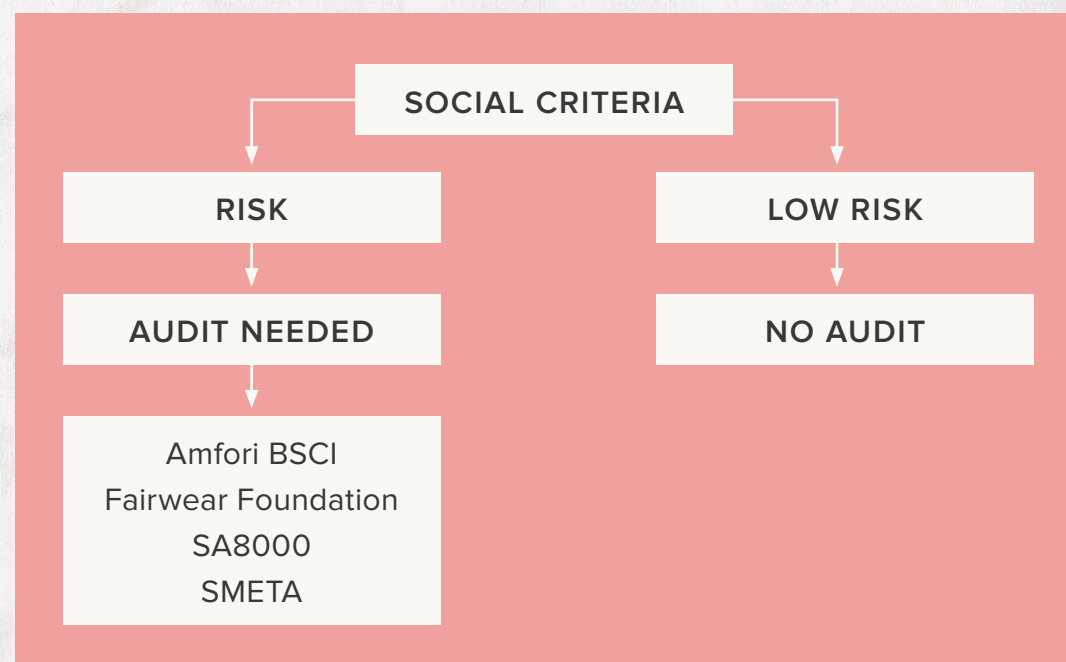 SOCIAL CRITERIA
RISK
LOW RISK
AUDIT NEEDED
NO AUDIT
Amfori BSCI
Fairwear Foundation
SA8000
SMETA